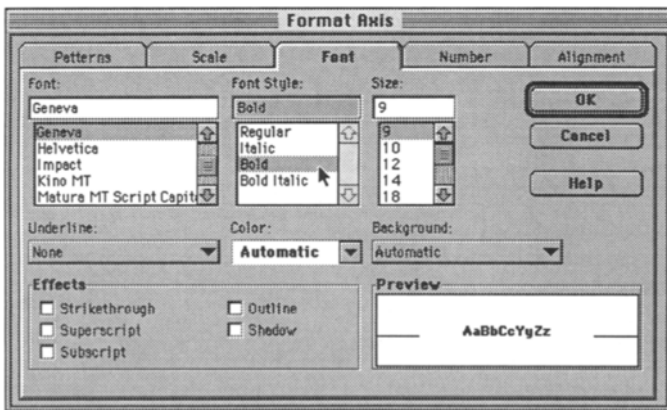 Format Axis
Patterns Scale Font Number Alignment
Font: Font Style: Size:
Geneva Bold 9
OK
Geneva Regular 9
Helvetica Italic 10
Cancel
Impact Bold 12
Kino MT Bold Italic 14
Matura MT Script Capit 18
Help
Underline: Color: Background:
None Automatic Automatic
Effects Preview
Strikethrough Outline
Superscript Shadow
Subscript
AaBbCcYyZz